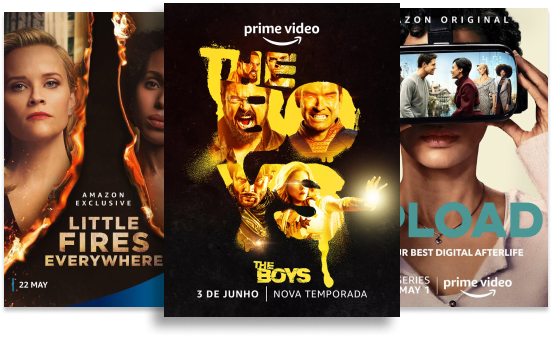 AMAZON
EXCLUSIVE
LITTLE
FIRES
EVERYWHERE
22 MAY
prime video
THE
BOYS
THE
BOYS
3 DE JUNHO | NOVA TEMPORADA
AZON ORIGINAL
PLOAD
UR BEST DIGITAL AFTERLIFE
SERIES
MAY 1
prime video